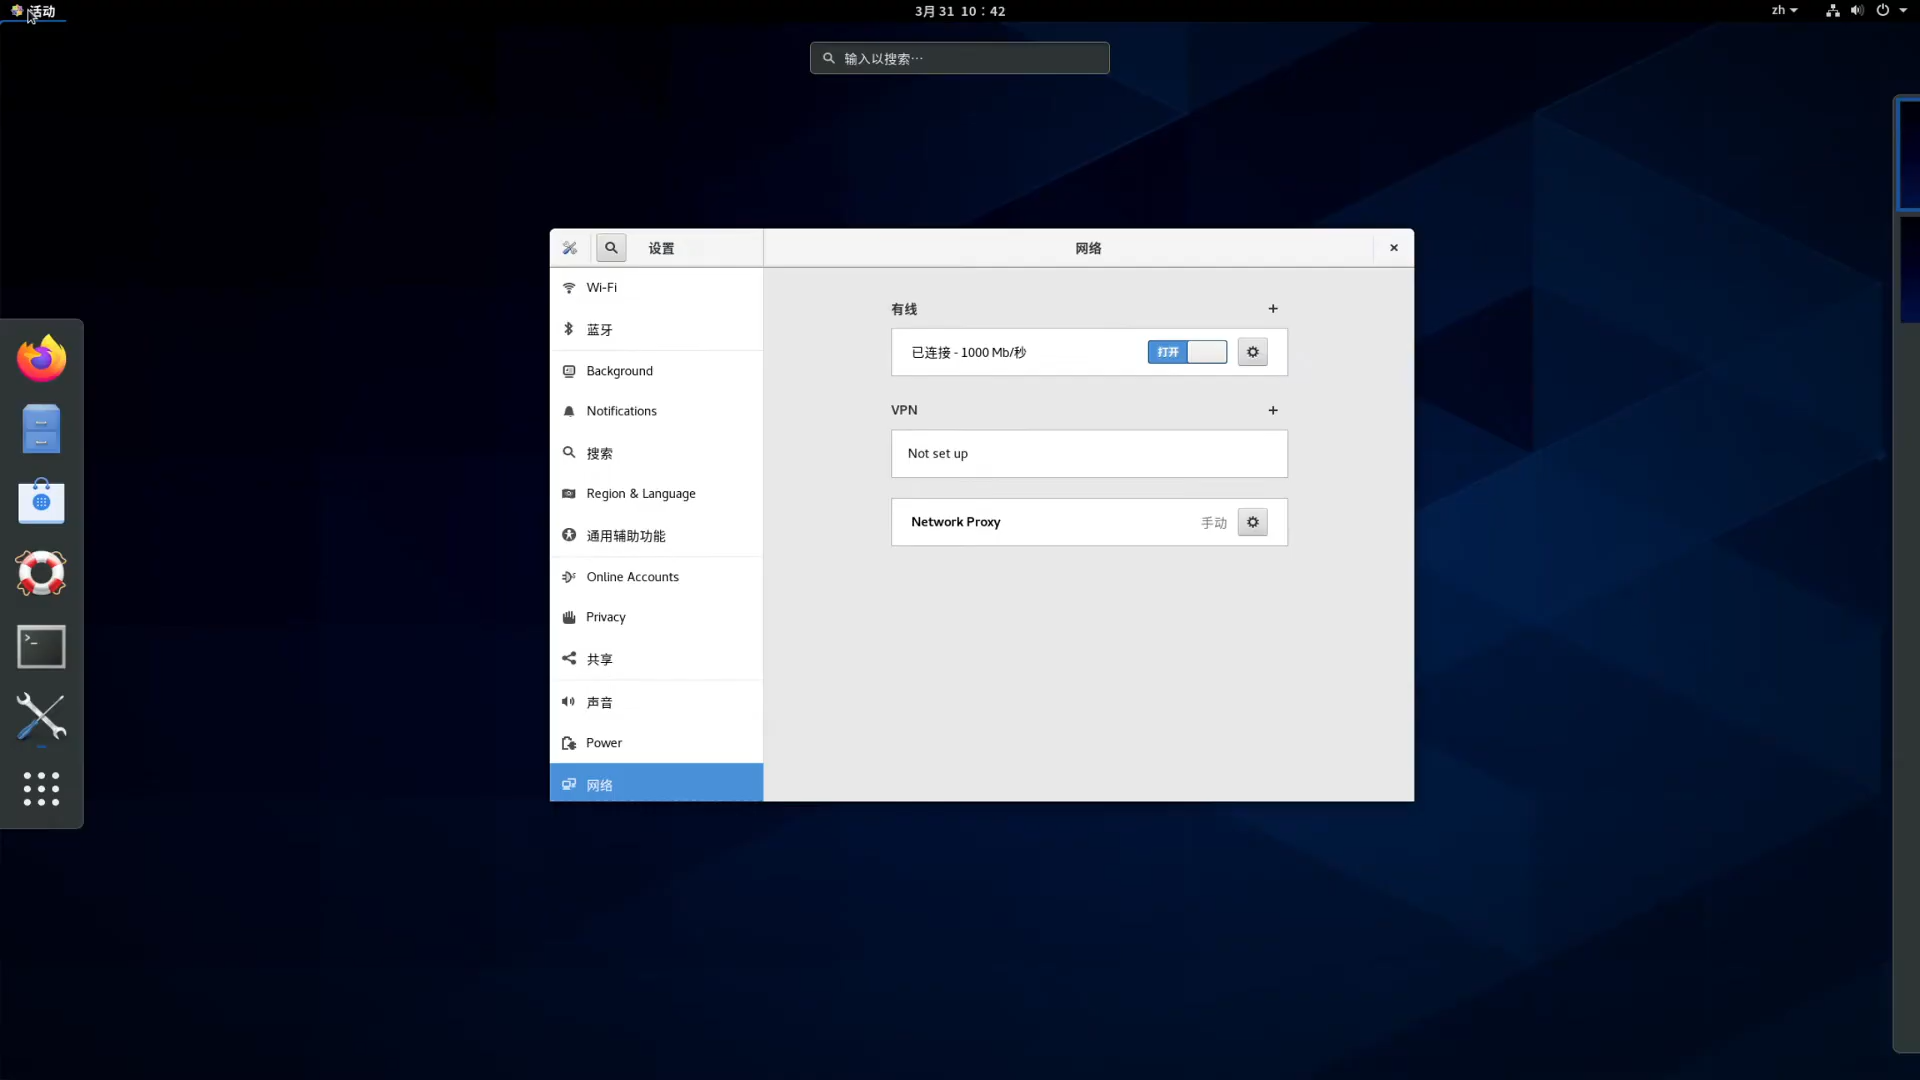 活动
3月 31 10：42
zh
输入以搜索…
设置
网络
Wi-Fi
蓝牙
Background
Notifications
搜索
Region & Language
通用辅助功能
Online Accounts
Privacy
共享
声音
Power
网络
有线
+
已连接 - 1000 Mb/秒
打开
VPN
+
Not set up
Network Proxy
手动